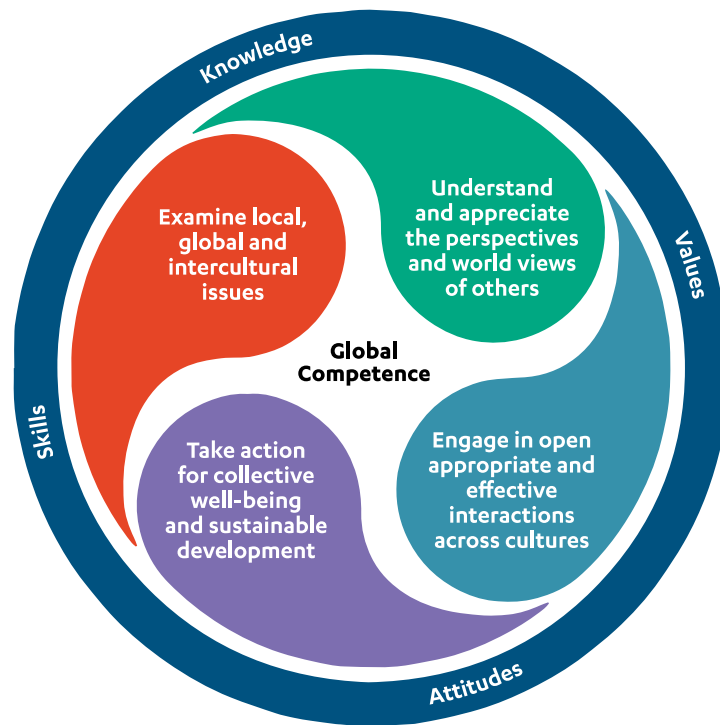 Knowledge
Values
Understand
and appreciate
the perspectives
and world views
of others
Examine local,
global and
intercultural
issues
Global
Competence
Skills
Take action
for collective
well-being
and sustainable
development
Engage in open
appropriate and
effective
interactions
across cultures
Attitudes